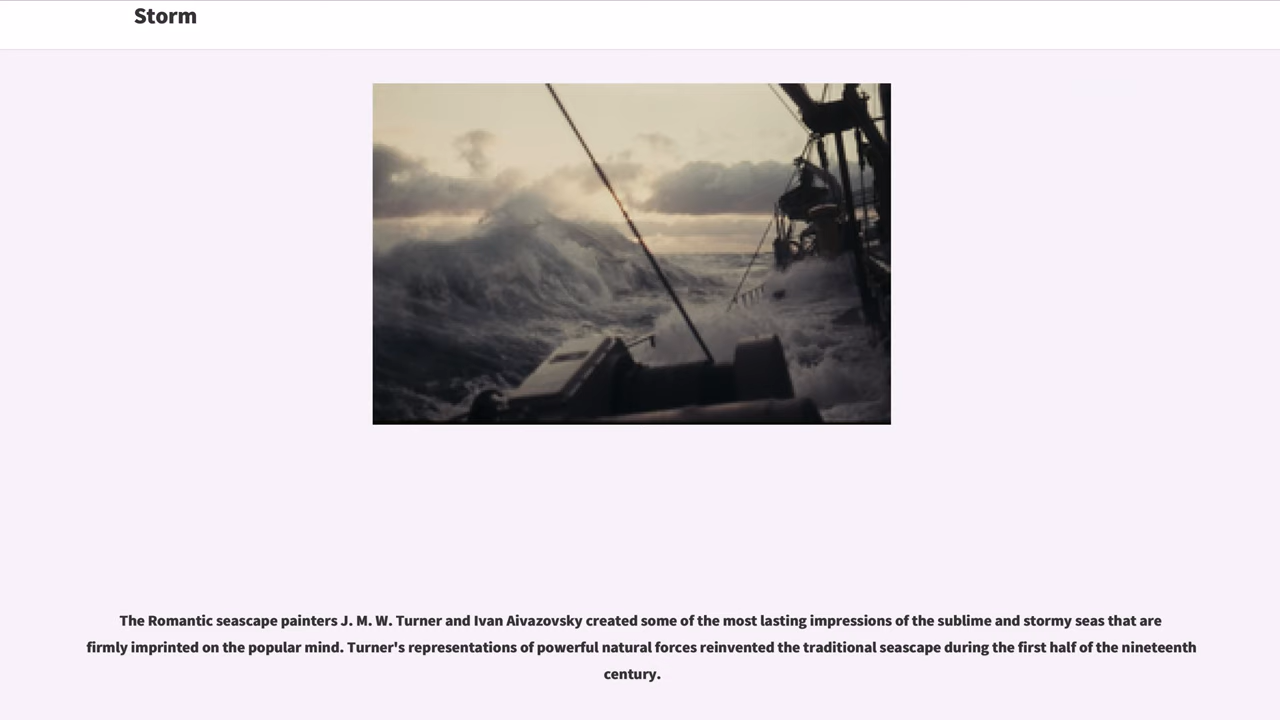 Storm
The Romantic seascape painters J. M. W. Turner and Ivan Aivazovsky created some of the most lasting impressions of the sublime and stormy seas that are
firmly imprinted on the popular mind. Turner's representations of powerful natural forces reinvented the traditional seascape during the first half of the nineteenth
century.